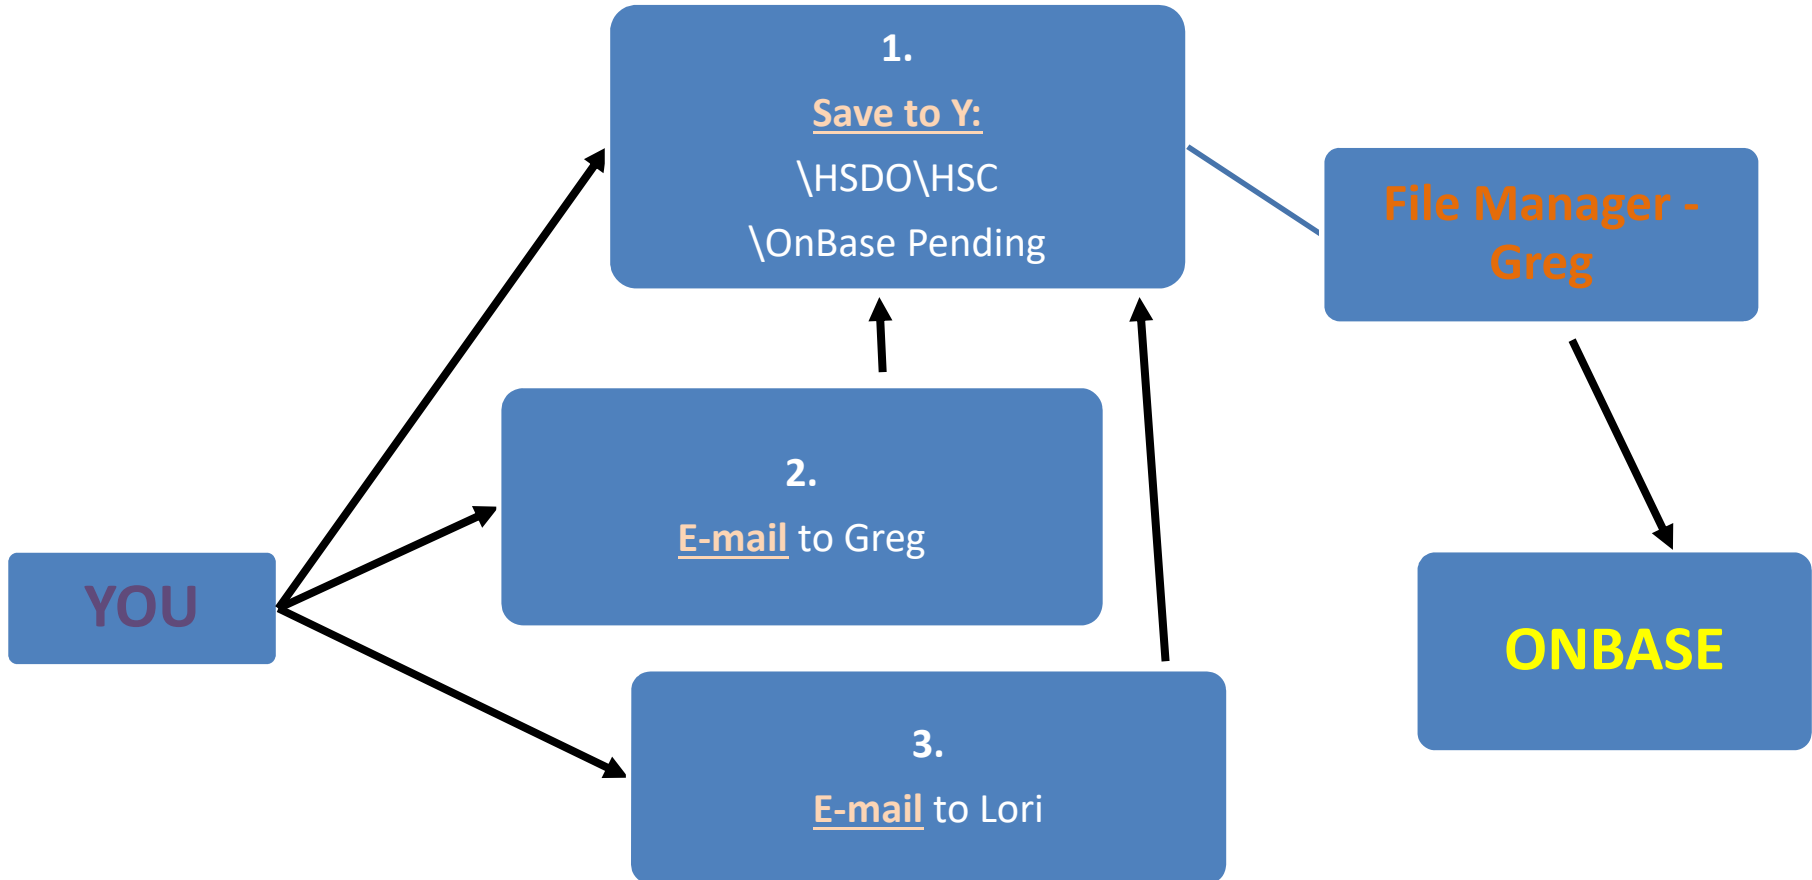 1.
Save to Y:
\HSDO\HSC
\OnBase Pending
File Manager -
Greg
2.
E-mail to Greg
YOU
ONBASE
3.
E-mail to Lori